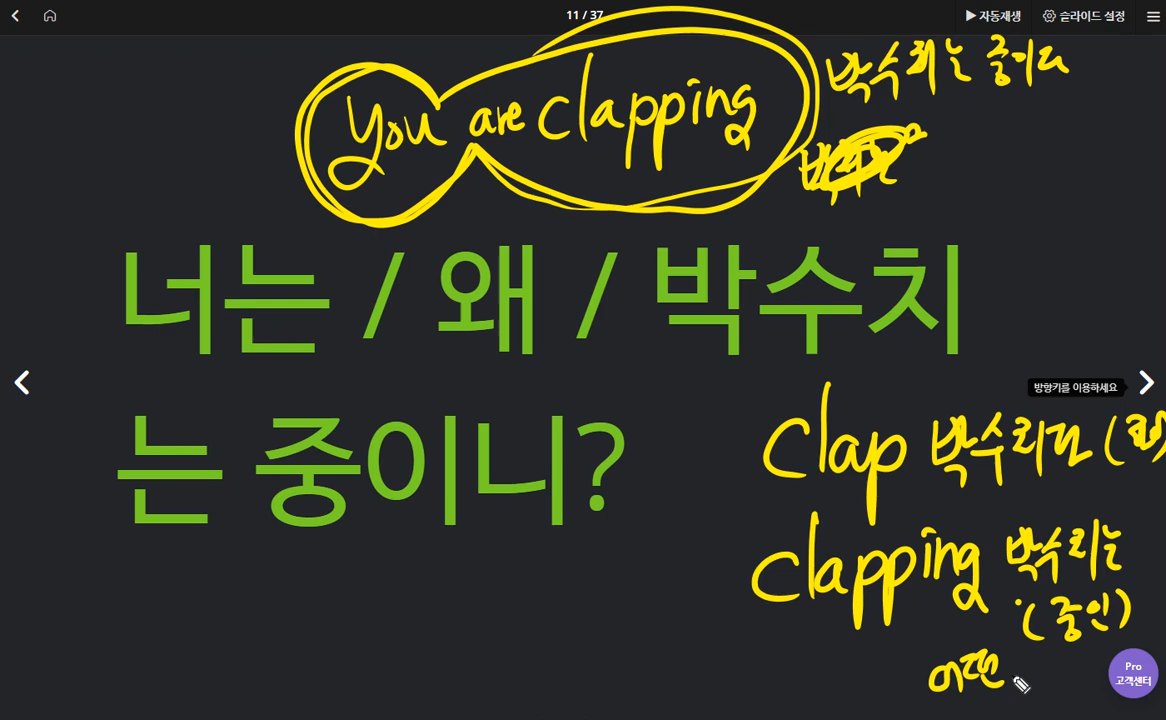 11 / 37
자동재생
슬라이드 설정
You are clapping
박수치는 중이다
너는 / 왜 / 박수치
는 중이니?
방향키를 이용하세요
Clap 박수치다
Clapping 박수치는
(중인)
Pro
고객센터